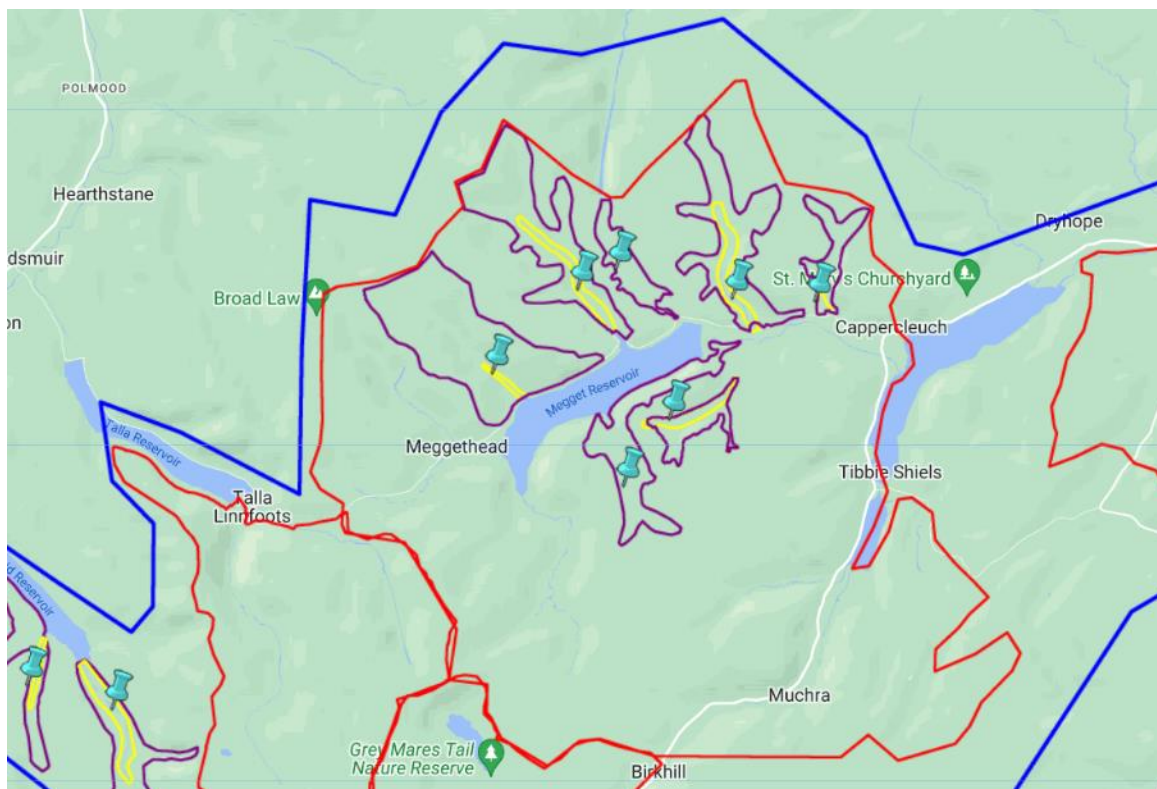 POLMOOD
Hearthstane
dsmuir
Dryhope
Broad Law
St. Mary's Churchyard
on
Cappercleuch
Megget Reservoir
Meggethead
Talla Reservoir
Tibbie Shiels
Talla
Linnfoots
id Reservoir
Muchra
Grey Mares Tail
Nature Reserve
Birkhill